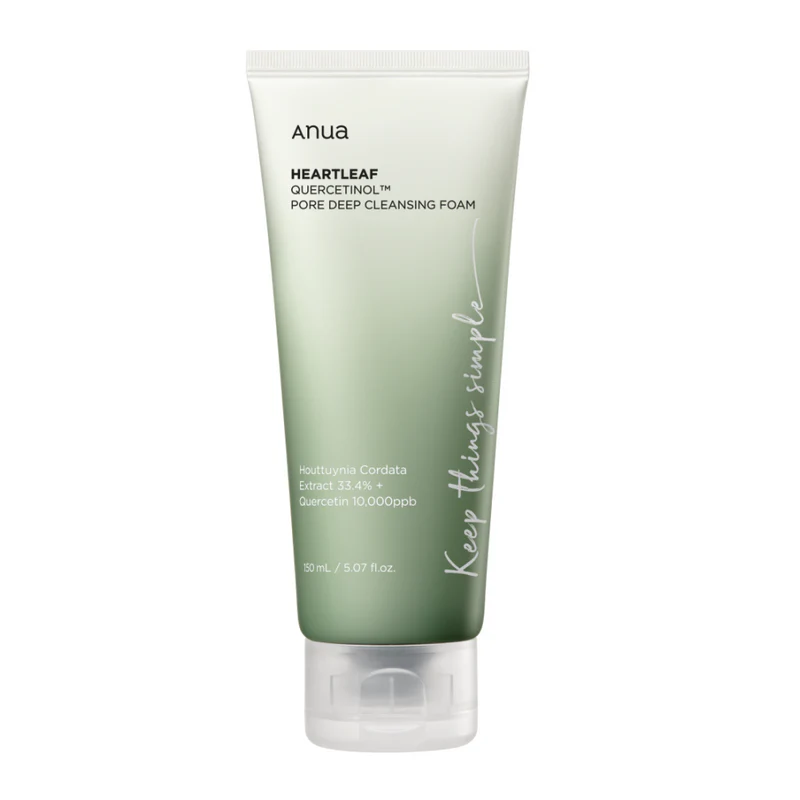 Anua
HEARTLEAF
QUERCETINOL™
PORE DEEP CLEANSING FOAM
Keep things simple
Houttuynia Cordata
Extract 33.4% +
Quercetin 10,000ppb
150 mL / 5.07 fl.oz.